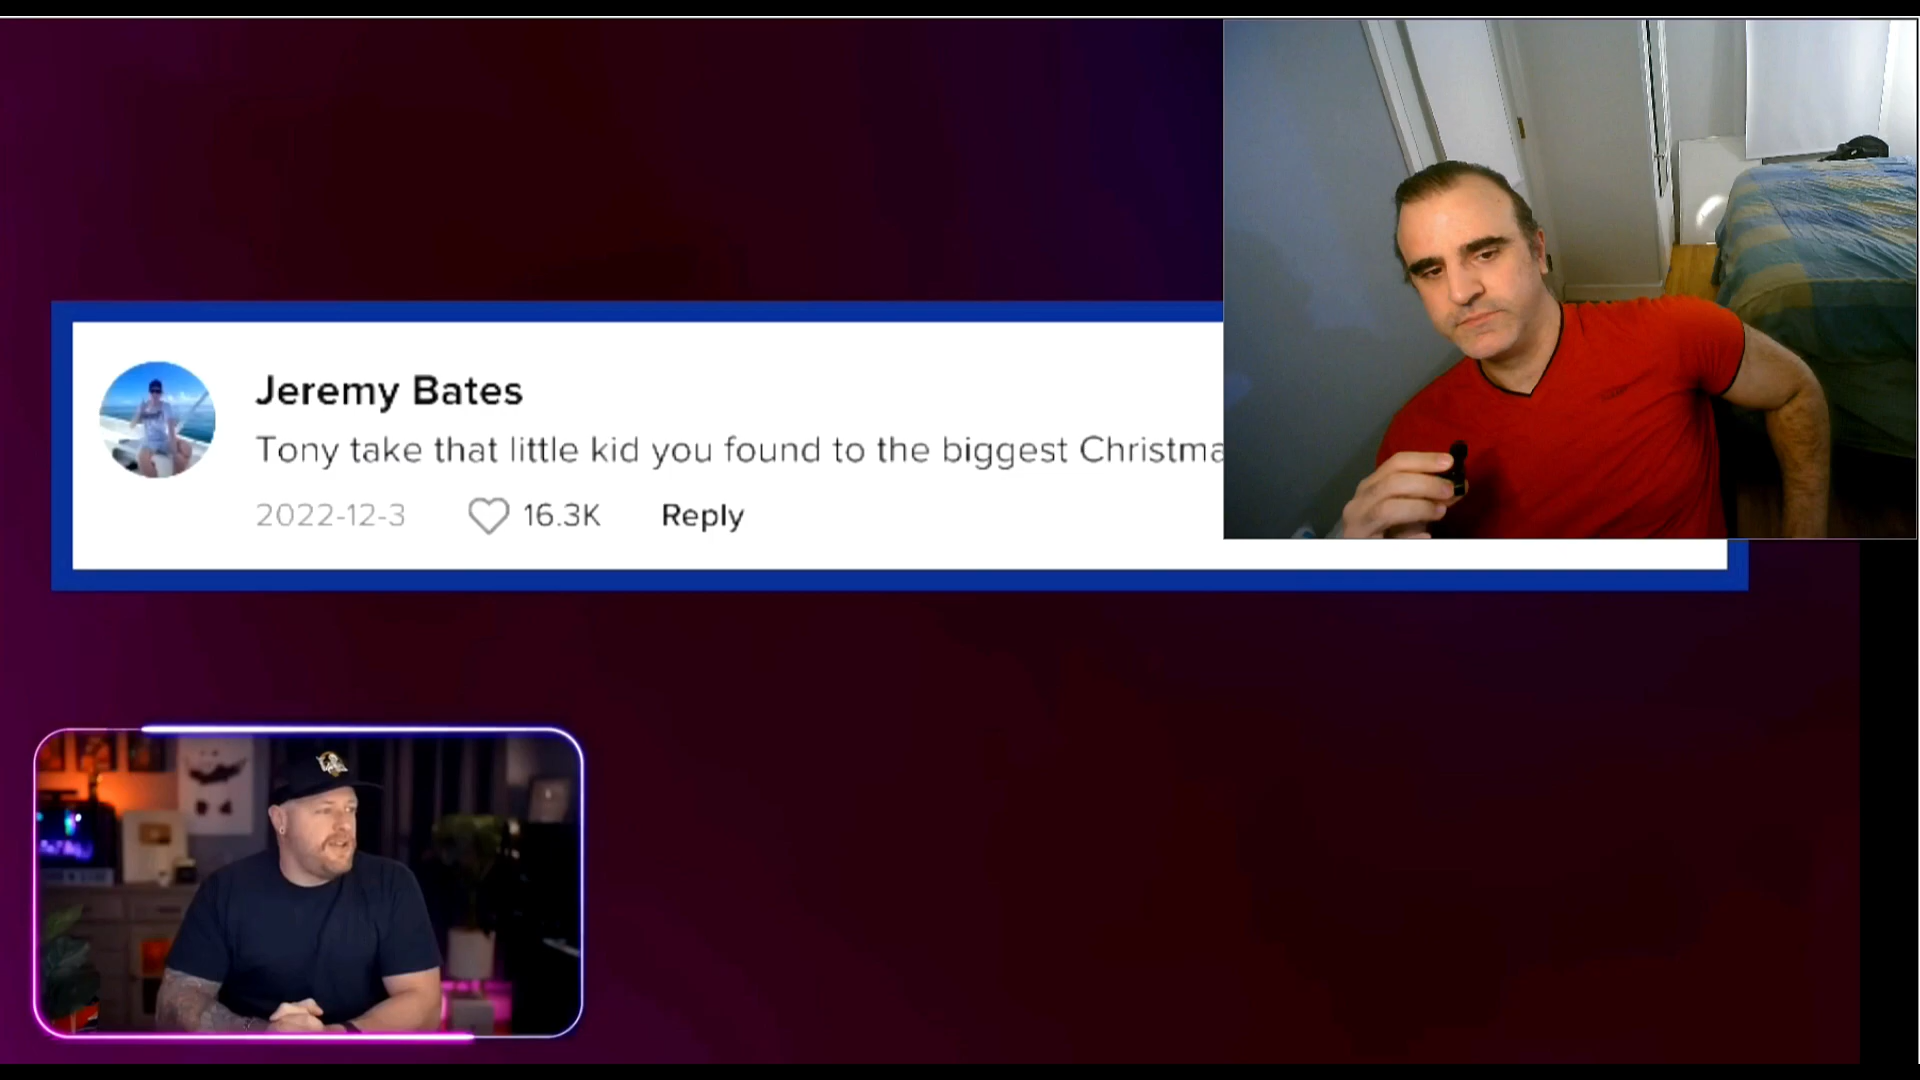 Jeremy Bates
Tony take that little kid you found to the biggest Christma
2022-12-3 16.3K Reply